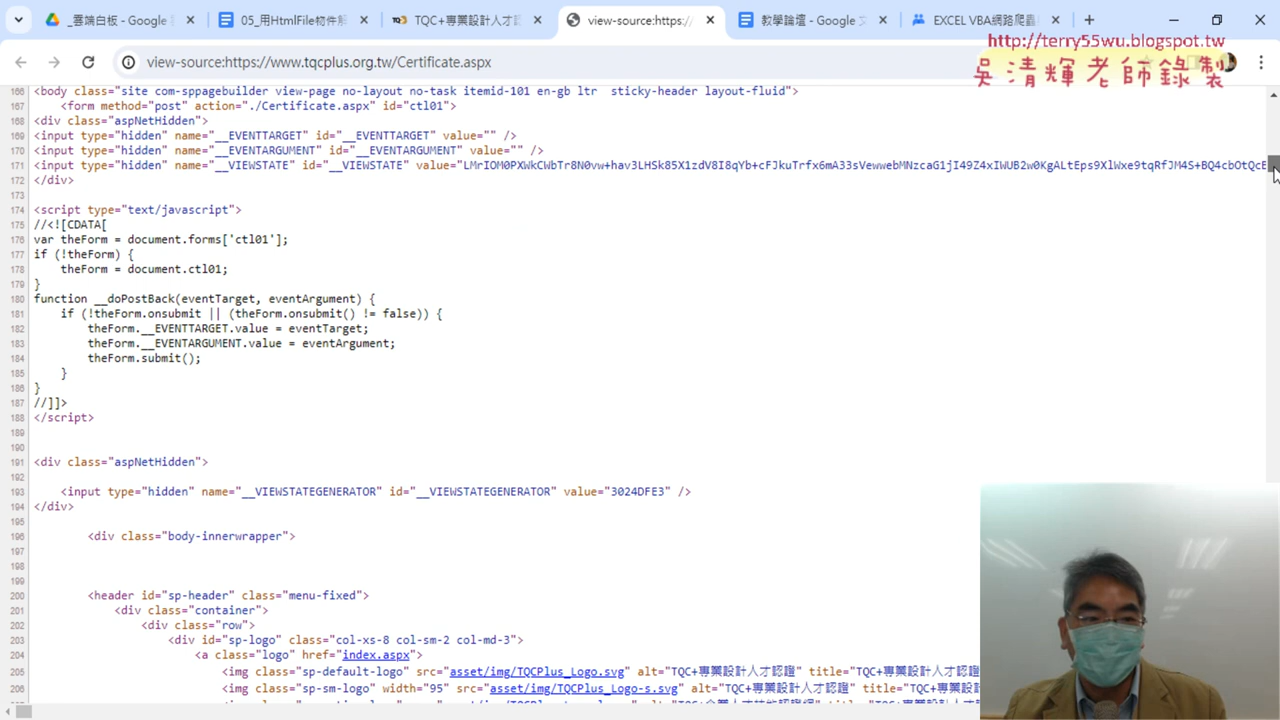 _雲端白板 - Google
05_用HtmlFile物件解
TQC+專業設計人才認
view-source:https:/
教學論壇 - Google 文
EXCEL VBA網路爬蟲
http://terry55wu.blogspot.tw
view-source:https://www.tqcplus.org.tw/Certificate.aspx
吳清輝老師錄製
166 <body class="site com-sppagebuilder view-page no-layout no-task itemid-101 en-gb ltr  sticky-header layout-fluid">
167 <form method="post" action="./Certificate.aspx" id="ctl01">
168 <div class="aspNetHidden">
169 <input type="hidden" name="__EVENTTARGET" id="__EVENTTARGET" value="" />
170 <input type="hidden" name="__EVENTARGUMENT" id="__EVENTARGUMENT" value="" />
171 <input type="hidden" name="__VIEWSTATE" id="__VIEWSTATE" value="LMrIOM0PXWkCWbTr8N0vw+hav3LHSk85X1zdV8I8qYb+cFJkuTrfx6mA33sVewwebMNzcaG1jI49Z4xIWUB2w0KgALtEps9XlWxe9tqRfJM4S+BQ4cbOtQcE
172 </div>
173
174 <script type="text/javascript">
175 //<![CDATA[
176 var theForm = document.forms['ctl01'];
177 if (!theForm) {
178 theForm = document.ctl01;
179 }
180 function __doPostBack(eventTarget, eventArgument) {
181 if (!theForm.onsubmit || (theForm.onsubmit() != false)) {
182 theForm.__EVENTTARGET.value = eventTarget;
183 theForm.__EVENTARGUMENT.value = eventArgument;
184 theForm.submit();
185 }
186 }
187 //]]>
188 </script>
189
190
191 <div class="aspNetHidden">
192
193 <input type="hidden" name="__VIEWSTATEGENERATOR" id="__VIEWSTATEGENERATOR" value="3024DFE3" />
194 </div>
195
196 <div class="body-innerwrapper">
197
198
199
200 <header id="sp-header" class="menu-fixed">
201 <div class="container">
202 <div class="row">
203 <div id="sp-logo" class="col-xs-8 col-sm-2 col-md-3">
204 <a class="logo" href="index.aspx">
205 <img class="sp-default-logo" src="asset/img/TQCPlus_Logo.svg" alt="TQC+專業設計人才認證" title="TQC+專業設計
206 <img class="sp-sm-logo" width="95" src="asset/img/TQCPlus_Logo-s.svg" alt="TQC+專業設計人才認證" title="TQC+專業設